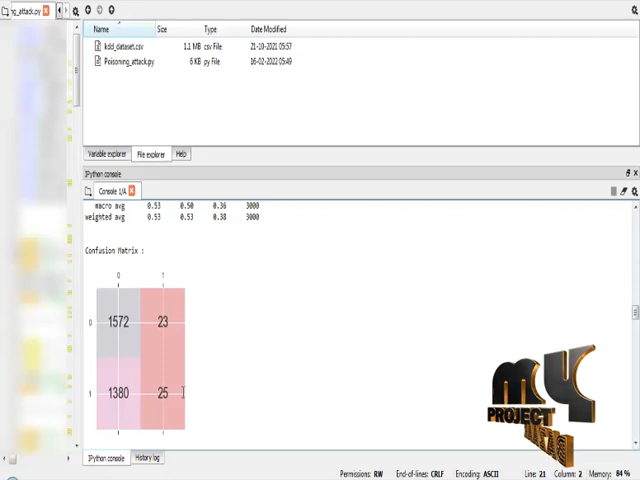 ng_attack.py
Name Size Type Date Modified
kdd_dataset.csv 1.1 MB csv File 21-10-2021 05:57
Poisoning_attack.py 6 KB py File 16-02-2022 05:49
Variable explorer File explorer Help
IPython console
Console 1/A
macro avg 0.53 0.50 0.36 3000
weighted avg 0.53 0.53 0.38 3000
Confusion Matrix :
0 1
0 1572 23
1 1380 25
MY
PROJECT
IPython console History log
Permissions: RW End-of-lines: CRLF Encoding: ASCII Line: 21 Column: 2 Memory: 84 %